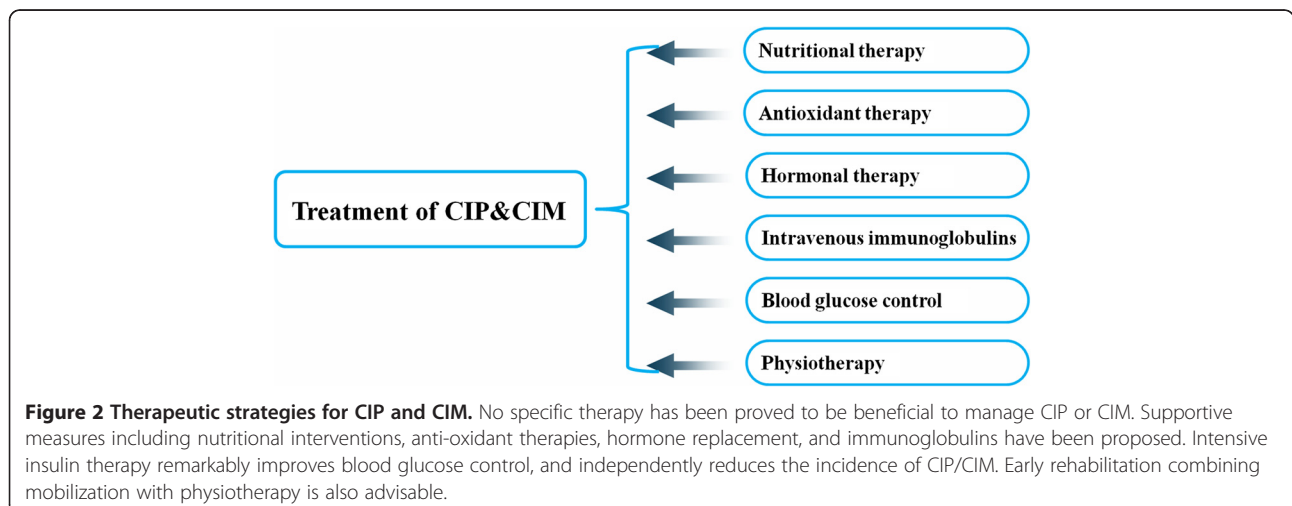 Nutritional therapy
Antioxidant therapy
Hormonal therapy
Treatment of CIP&CIM
Intravenous immunoglobulins
Blood glucose control
Physiotherapy
Figure 2 Therapeutic strategies for CIP and CIM. No specific therapy has been proved to be beneficial to manage CIP or CIM. Supportive
measures including nutritional interventions, anti-oxidant therapies, hormone replacement, and immunoglobulins have been proposed. Intensive
insulin therapy remarkably improves blood glucose control, and independently reduces the incidence of CIP/CIM. Early rehabilitation combining
mobilization with physiotherapy is also advisable.